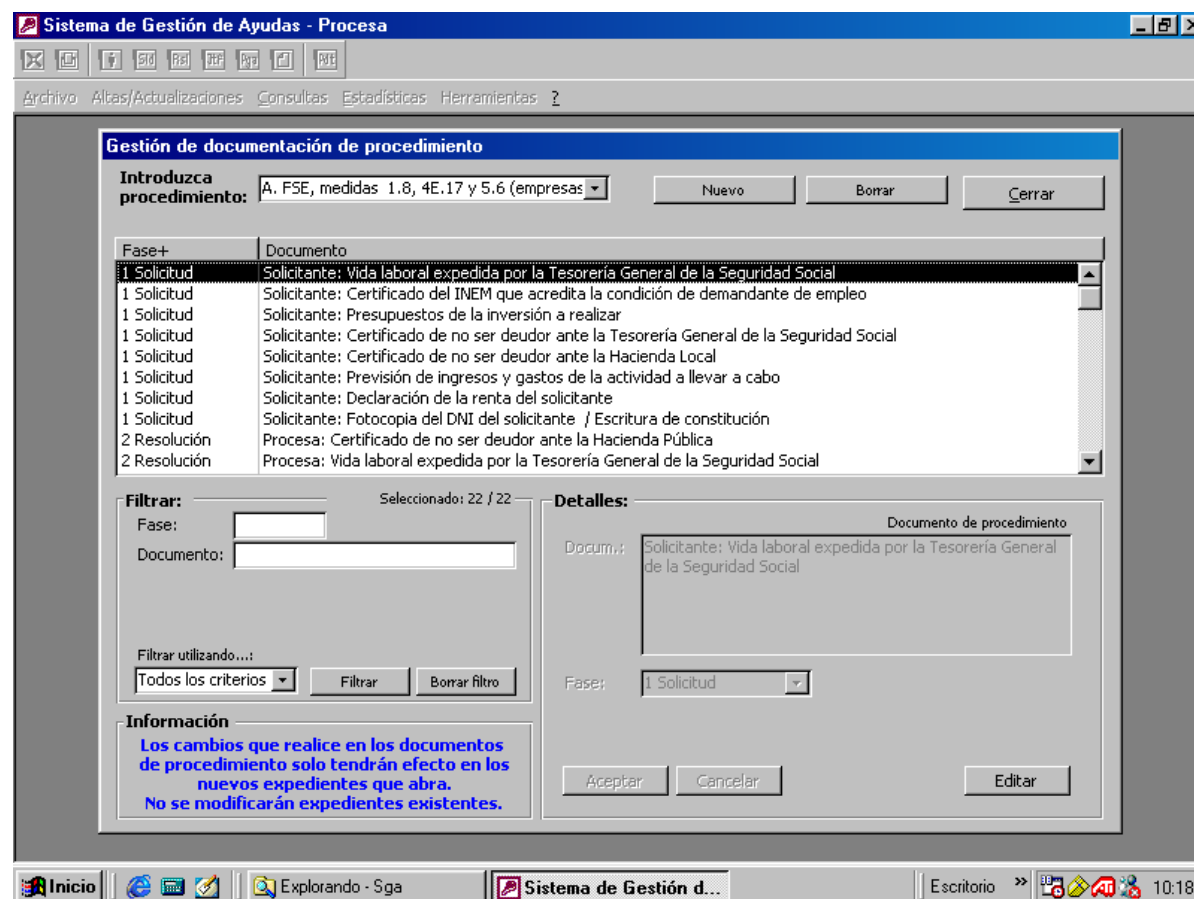 Sistema de Gestión de Ayudas - Procesa
Sld Rsl Jtf Pgs Pdt
Archivo Altas/Actualizaciones Consultas Estadísticas Herramientas ?
Gestión de documentación de procedimiento
Introduzca
procedimiento:
A. FSE, medidas 1.8, 4E.17 y 5.6 (empresas
Nuevo
Borrar
Cerrar
Fase+ Documento
1 Solicitud Solicitante: Vida laboral expedida por la Tesorería General de la Seguridad Social
1 Solicitud Solicitante: Certificado del INEM que acredita la condición de demandante de empleo
1 Solicitud Solicitante: Presupuestos de la inversión a realizar
1 Solicitud Solicitante: Certificado de no ser deudor ante la Tesorería General de la Seguridad Social
1 Solicitud Solicitante: Certificado de no ser deudor ante la Hacienda Local
1 Solicitud Solicitante: Previsión de ingresos y gastos de la actividad a llevar a cabo
1 Solicitud Solicitante: Declaración de la renta del solicitante
1 Solicitud Solicitante: Fotocopia del DNI del solicitante / Escritura de constitución
2 Resolución Procesa: Certificado de no ser deudor ante la Hacienda Pública
2 Resolución Procesa: Vida laboral expedida por la Tesorería General de la Seguridad Social
Filtrar:
Seleccionado: 22 / 22
Fase:
Documento:
Filtrar utilizando...:
Todos los criterios
Filtrar
Borrar filtro
Información
Los cambios que realice en los documentos
de procedimiento solo tendrán efecto en los
nuevos expedientes que abra.
No se modificarán expedientes existentes.
Detalles:
Documento de procedimiento
Docum.:
Solicitante: Vida laboral expedida por la Tesorería General
de la Seguridad Social
Fase:
1 Solicitud
Aceptar
Cancelar
Editar
Inicio
Explorando - Sga
Sistema de Gestión d...
Escritorio »
10:18